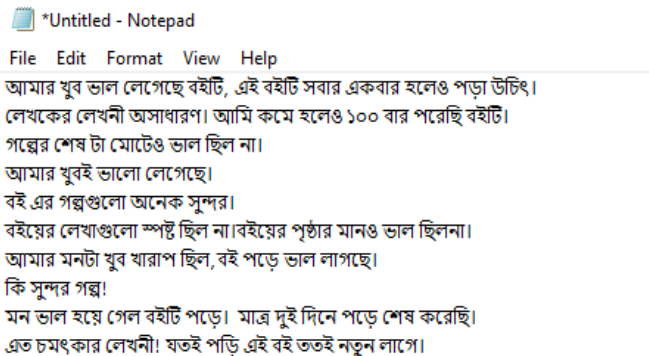 *Untitled - Notepad
File Edit Format View Help
আমার খুব ভাল লেগেছে বইটি, এই বইটি সবার একবার হলেও পড়া উচিৎ।
লেখকের লেখনী অসাধারণ। আমি কমে হলেও ১০০ বার পরেছি বইটি।
গল্পের শেষ টা মোটেও ভাল ছিল না।
আমার খুবই ভালো লেগেছে।
বই এর গল্পগুলো অনেক সুন্দর।
বইয়ের লেখাগুলো স্পষ্ট ছিল না।বইয়ের পৃষ্ঠার মানও ভাল ছিলনা।
আমার মনটা খুব খারাপ ছিল,বই পড়ে ভাল লাগছে।
কি সুন্দর গল্প!
মন ভাল হয়ে গেল বইটি পড়ে। মাত্র দুই দিনে পড়ে শেষ করেছি।
এত চমৎকার লেখনী! যতই পড়ি এই বই ততই নতুন লাগে।